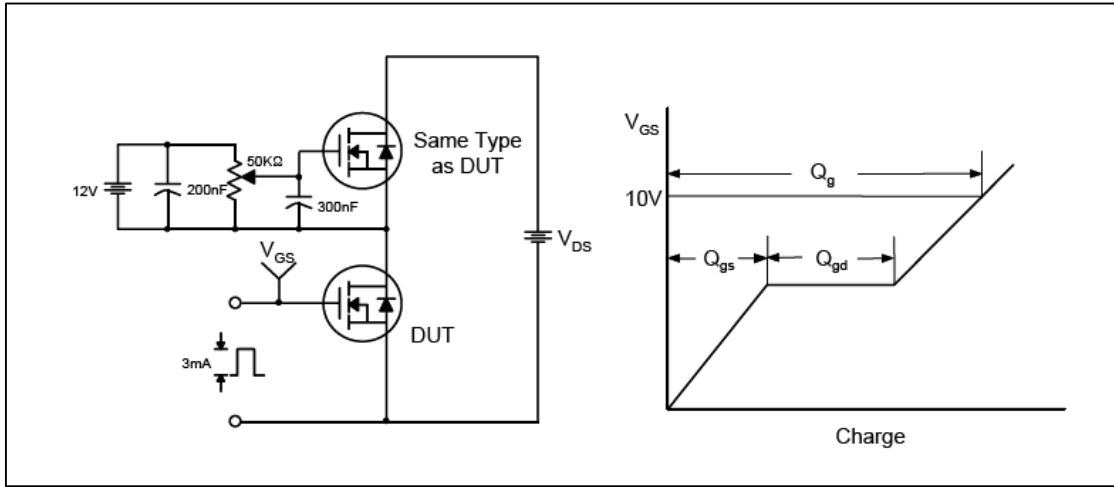 Same Type
as DUT
50KΩ
12V
200nF
300nF
V_GS
V_DS
DUT
3mA
V_GS
Q_g
10V
Q_gs
Q_gd
Charge